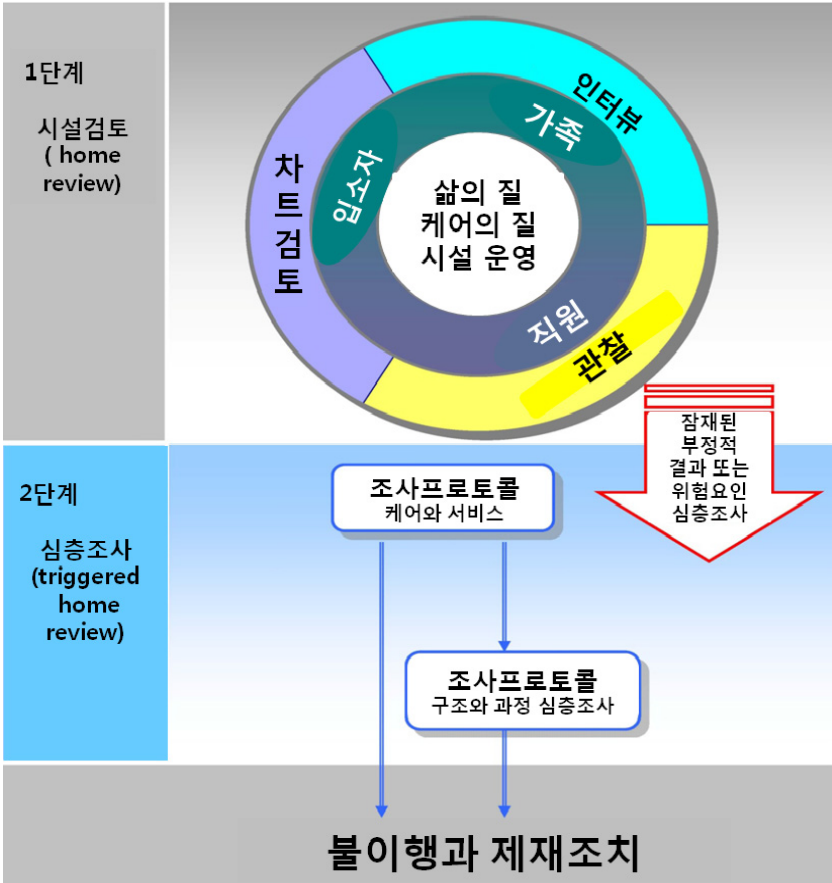 1단계
시설검토
( home
review)
인터뷰
가족
차트검토
입소자
삶의 질
케어의 질
시설 운영
직원
관찰
잠재된
부정적
결과 또는
위험요인
심층조사
2단계
심층조사
(triggered
home
review)
조사프로토콜
케어와 서비스
조사프로토콜
구조와 과정 심층조사
불이행과 제재조치